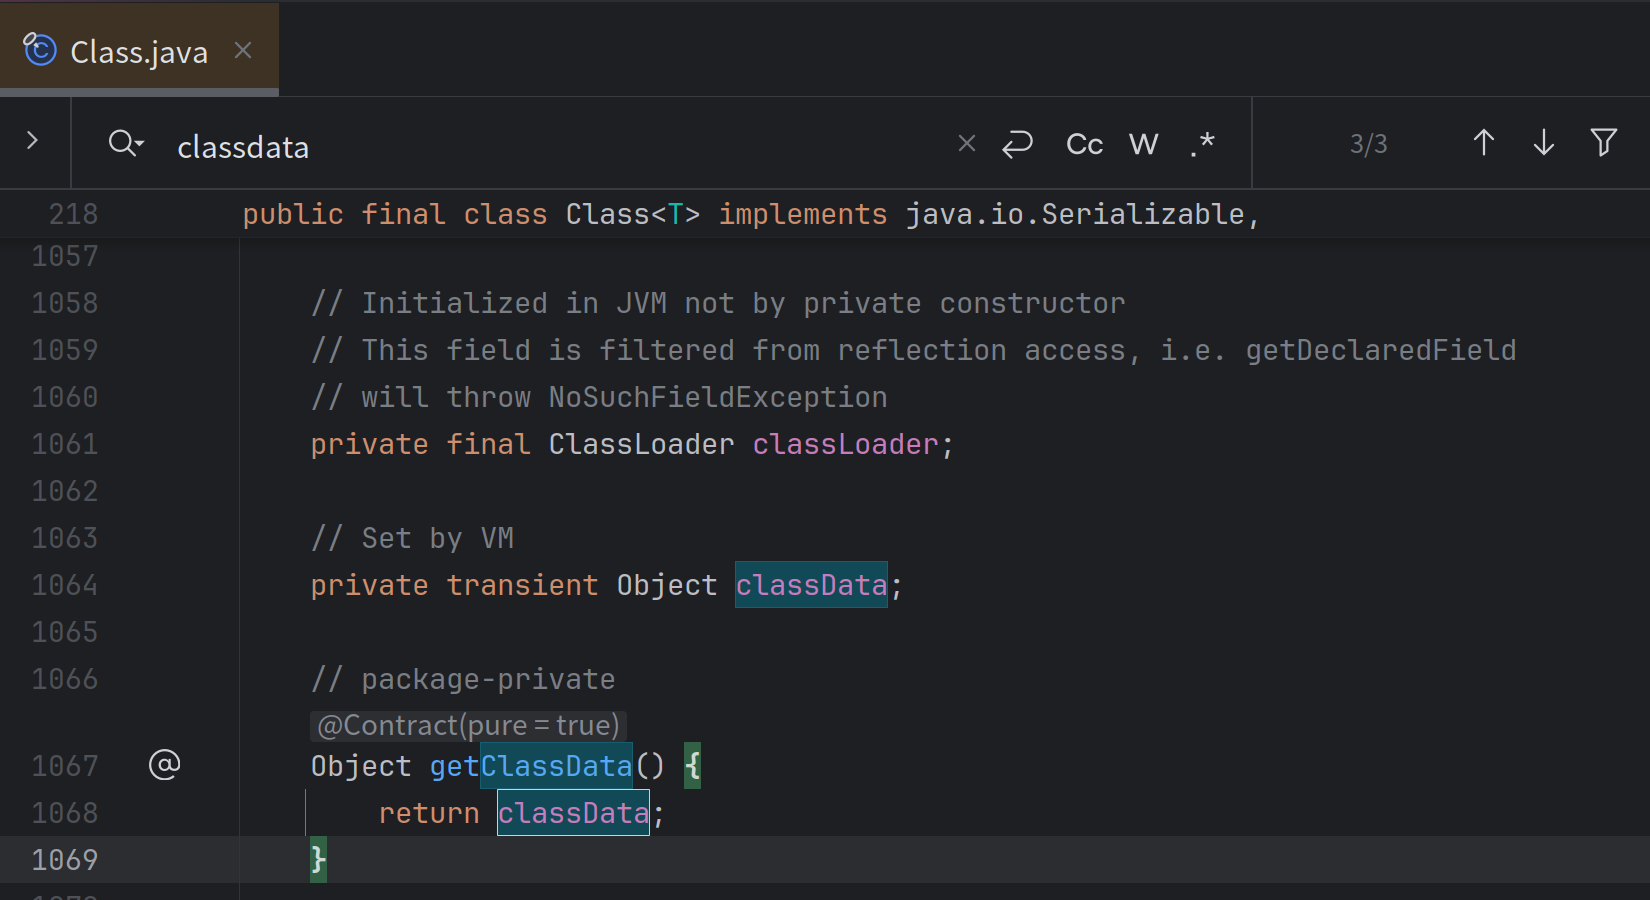 Class.java
classdata Cc W .* 3/3
218 public final class Class<T> implements java.io.Serializable,
1057
1058 // Initialized in JVM not by private constructor
1059 // This field is filtered from reflection access, i.e. getDeclaredField
1060 // will throw NoSuchFieldException
1061 private final ClassLoader classLoader;
1062
1063 // Set by VM
1064 private transient Object classData;
1065
1066 // package-private
@Contract(pure = true)
1067 Object getClassData() {
1068 return classData;
1069 }